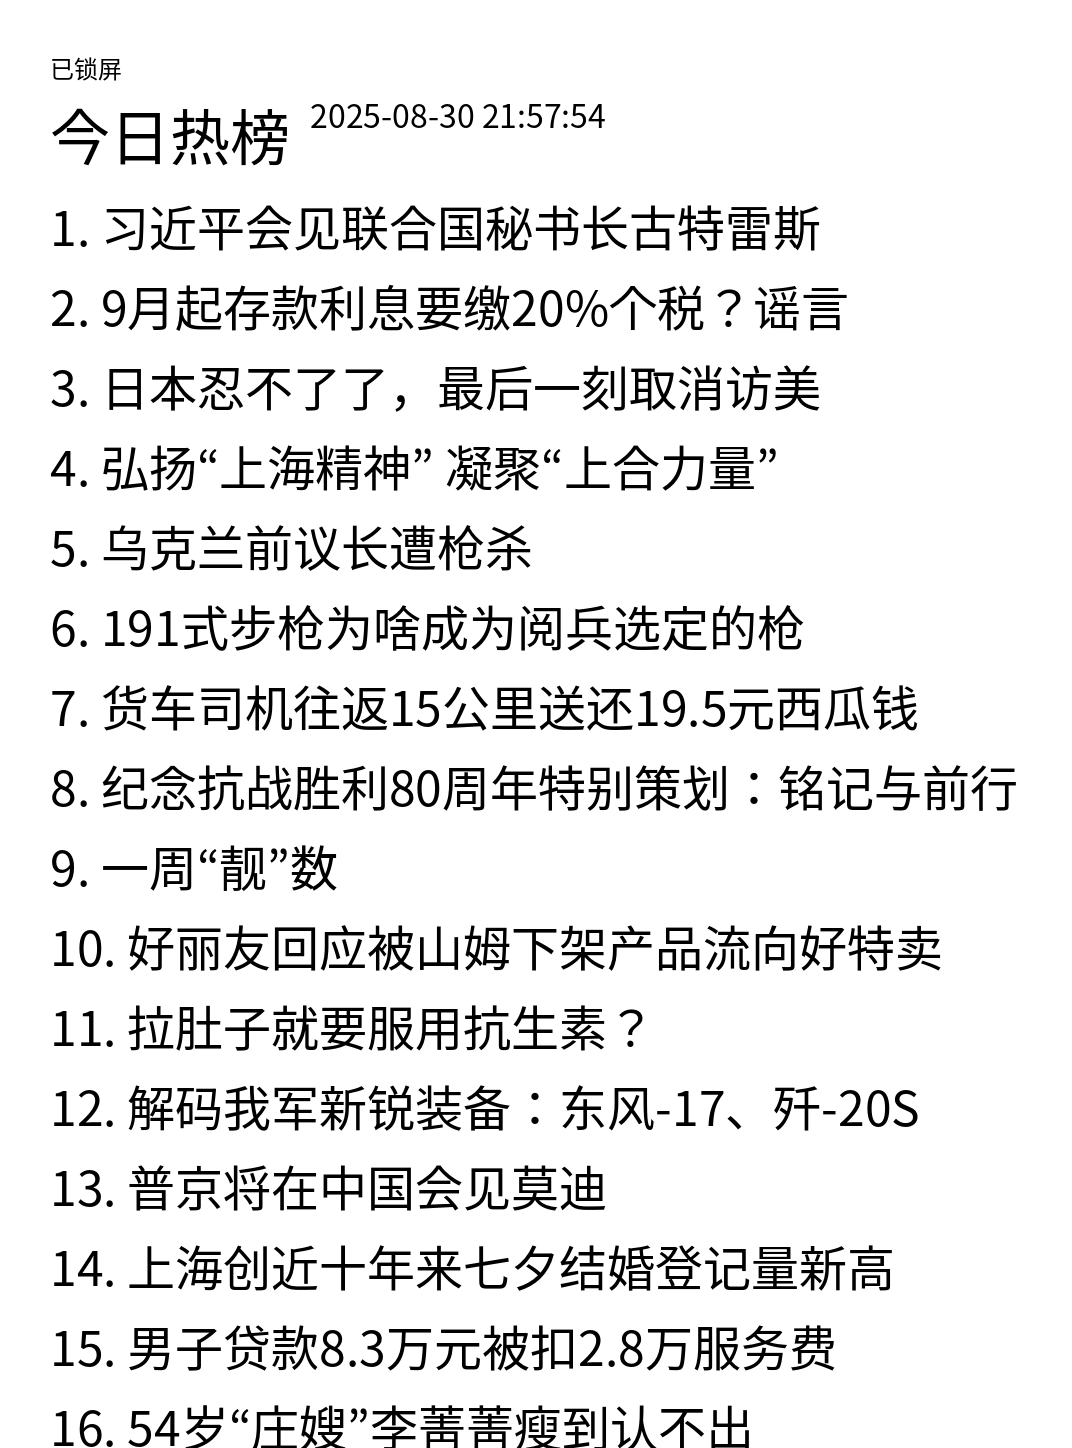 已锁屏
今日热榜 2025-08-30 21:57:54
1. 习近平会见联合国秘书长古特雷斯
2. 9月起存款利息要缴20%个税？谣言
3. 日本忍不了了，最后一刻取消访美
4. 弘扬“上海精神” 凝聚“上合力量”
5. 乌克兰前议长遭枪杀
6. 191式步枪为啥成为阅兵选定的枪
7. 货车司机往返15公里送还19.5元西瓜钱
8. 纪念抗战胜利80周年特别策划：铭记与前行
9. 一周“靓”数
10. 好丽友回应被山姆下架产品流向好特卖
11. 拉肚子就要服用抗生素？
12. 解码我军新锐装备：东风-17、歼-20S
13. 普京将在中国会见莫迪
14. 上海创近十年来七夕结婚登记量新高
15. 男子贷款8.3万元被扣2.8万服务费
16. 54岁“庄嫂”李菁菁瘦到认不出